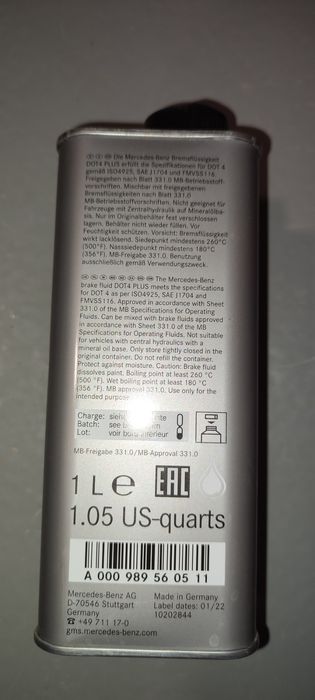 Die Mercedes-Benz Bremsflüssigkeit
DOT4 PLUS erfüllt die Spezifikationen für DOT 4
gemäß ISO4925, SAE J1704 und FMVSS116.
Freigegeben nach Blatt 331.0 MB-Betriebsstoff-
vorschriften. Mischbar mit freigegebenen
Bremsflüssigkeiten nach Blatt 331.0
MB-Betriebsstoffvorschriften. Nicht geeignet für
Fahrzeuge mit Zentralhydraulik auf Mineralölba-
sis. Nur im Originalbehälter fest verschlossen
lagern. Behälter nicht wieder füllen. Vor
Feuchtigkeit schützen. Vorsicht: Bremsflüssigkeit
wirkt lacklösend. Siedepunkt mindestens 260°C
(500°F). Nasssiedepunkt mindestens 180°C
(356°F). MB-Freigabe 331.0. Benutzung
ausschließlich gemäß Verwendungszweck.
The Mercedes-Benz
brake fluid DOT4 PLUS meets the specifications
for DOT 4 as per ISO4925, SAE J1704 and
FMVSS116. Approved in accordance with Sheet
331.0 of the MB Specifications for Operating
Fluids. Can be mixed with brake fluids approved
in accordance with Sheet 331.0 of the MB
Specifications for Operating Fluids. Not suitable
for vehicles with central hydraulics with a
mineral oil base. Only store tightly closed in the
original container. Do not refill the container.
Protect against moisture. Caution: Brake fluid
dissolves paint. Boiling point at least 260 °C
(500 °F). Wet boiling point at least 180 °C
(356 °F). MB approval 331.0. Use only for the
intended purpose
Charge: siehe
Batch: see
Lot: voir bord inférieur
MB-Freigabe 331.0/MB-Approval 331.0
1 L e EAC
1.05 US-quarts
A 000 989 56 05 11
Mercedes-Benz AG Made in Germany
D-70546 Stuttgart Label dates: 01/22
Germany 10202844
☎ +49 711 17-0
gms.mercedes-benz.com